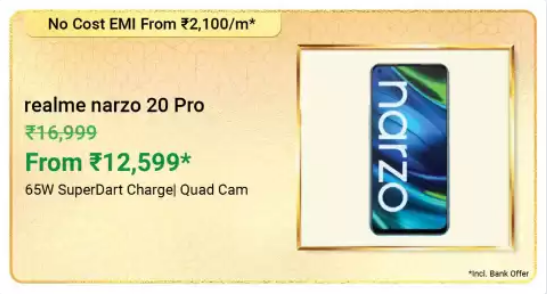 No Cost EMI From ₹2,100/m*
realme narzo 20 Pro
₹16,999
From ₹12,599*
65W SuperDart Charge| Quad Cam
narzo
*Incl. Bank Offer